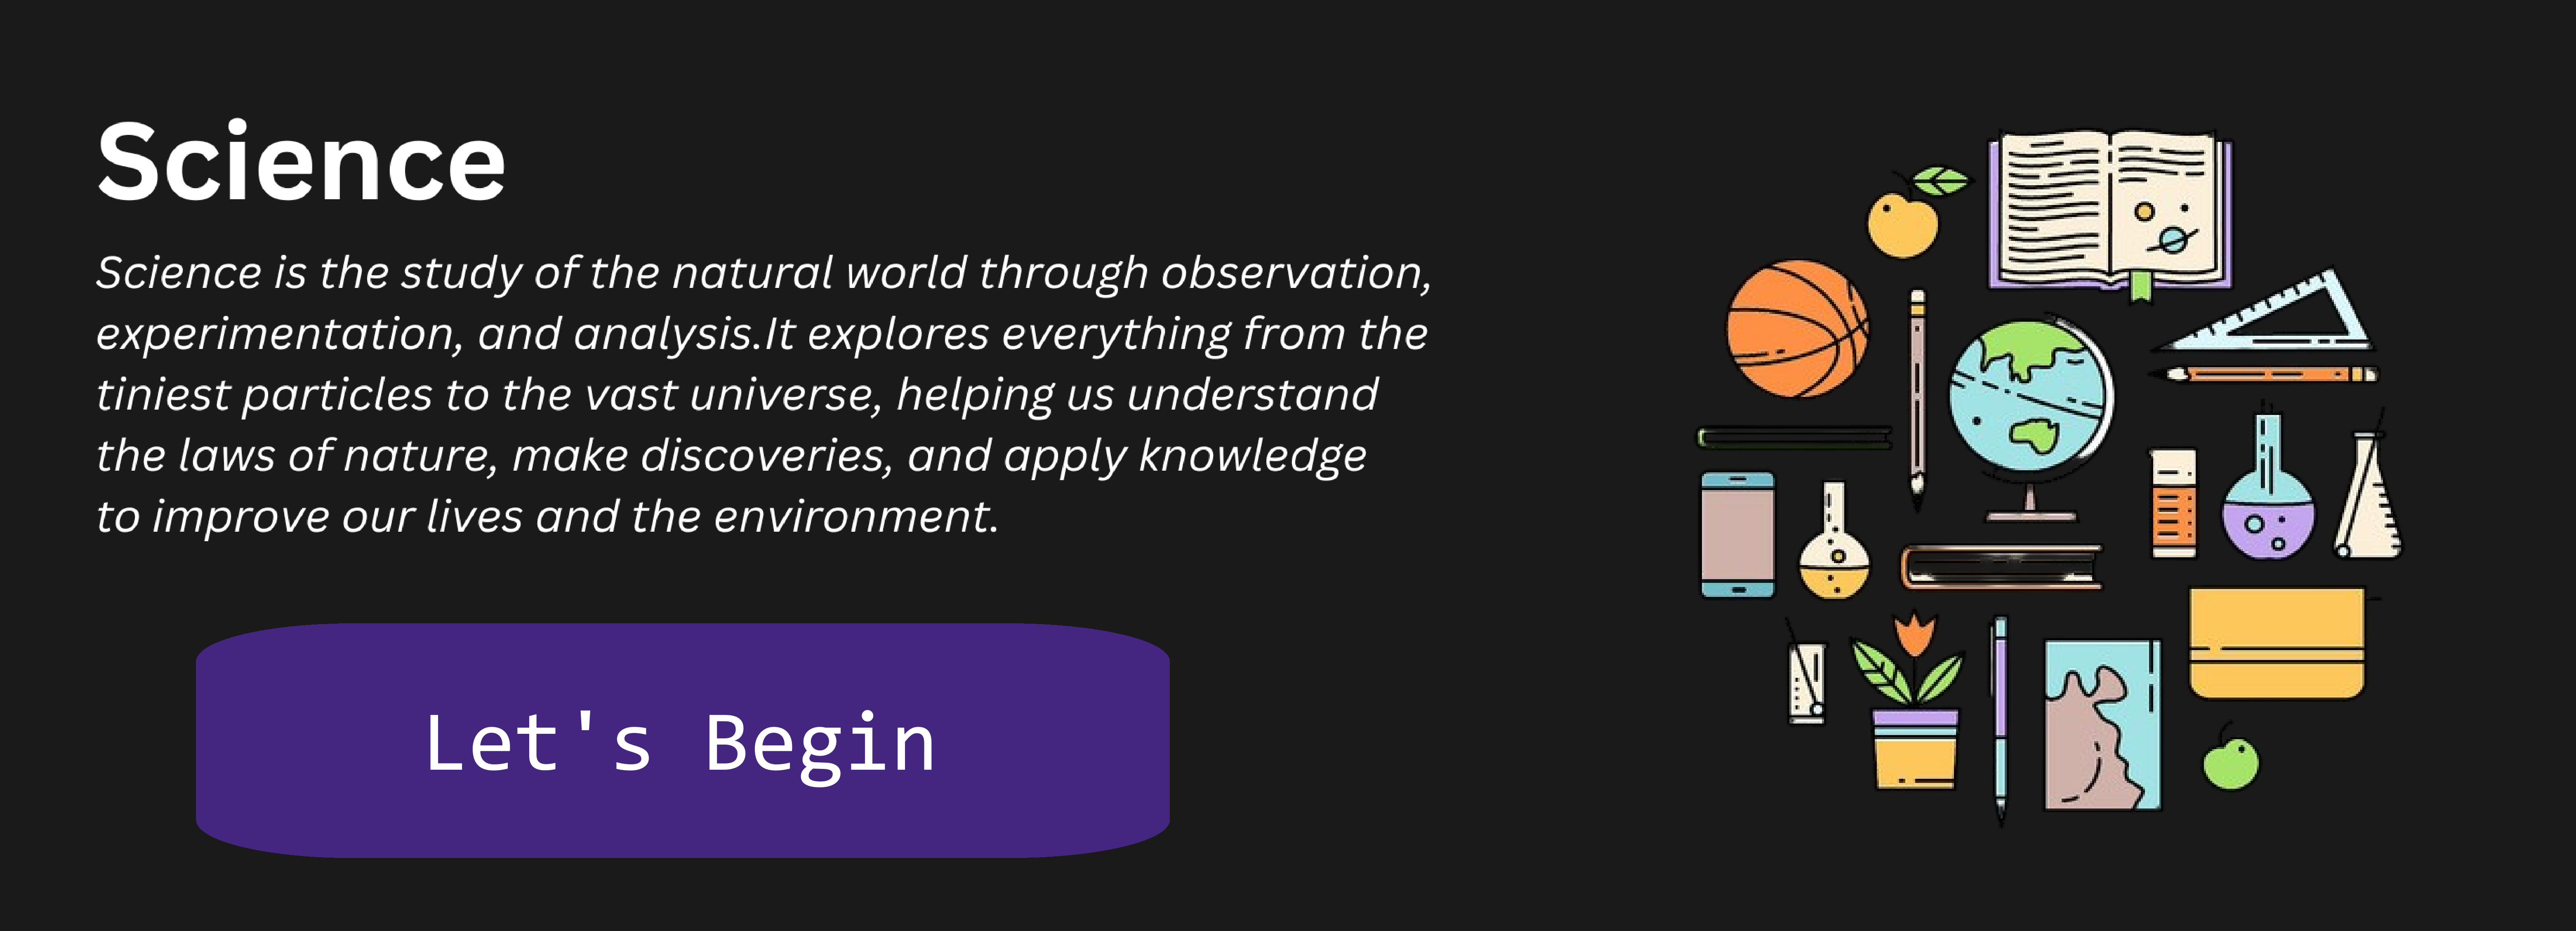 Science
Science is the study of the natural world through observation,
experimentation, and analysis.It explores everything from the
tiniest particles to the vast universe, helping us understand
the laws of nature, make discoveries, and apply knowledge
to improve our lives and the environment.
Let's Begin